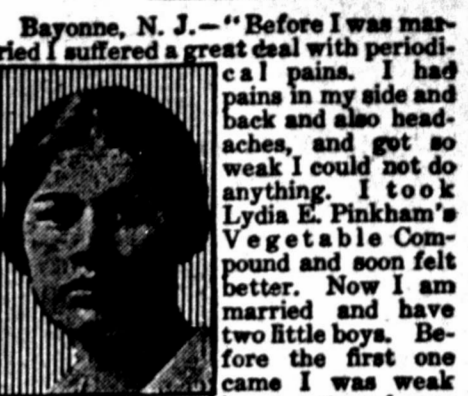 Bayonne, N. J.—"Before I was mar-
ried I suffered a great deal with periodi-
cal pains. I had
pains in my side and
back and also head-
aches, and got so
weak I could not do
anything. I took
Lydia E. Pinkham's
Vegetable Com-
pound and soon felt
better. Now I am
married and have
two little boys. Be-
fore the first one
came I was weak